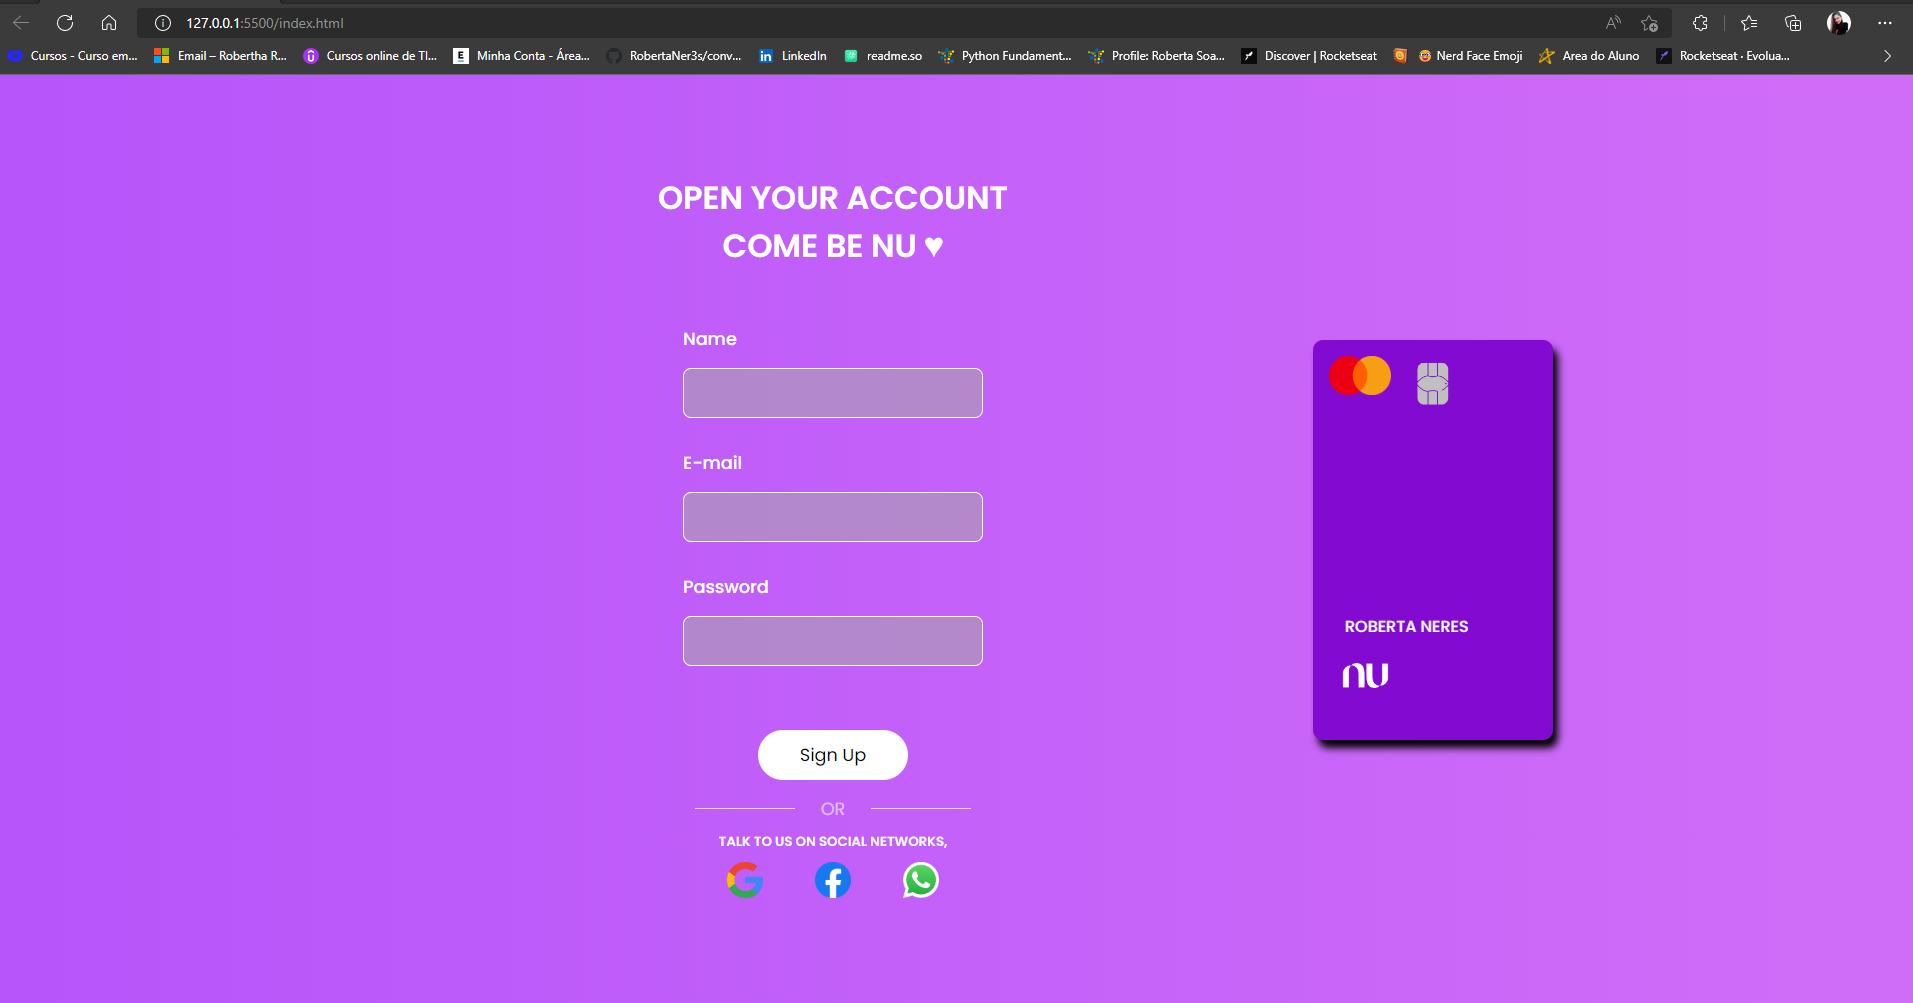 127.0.0.1:5500/index.html
Cursos - Curso em...
Email – Robertha R...
Cursos online de TI...
Minha Conta - Área...
RobertaNer3s/conv...
LinkedIn
readme.so
Python Fundament...
Profile: Roberta Soa...
Discover | Rocketseat
Nerd Face Emoji
Area do Aluno
Rocketseat · Evolua...
OPEN YOUR ACCOUNT
COME BE NU ♥
Name
E-mail
Password
Sign Up
OR
TALK TO US ON SOCIAL NETWORKS,
ROBERTA NERES
nu